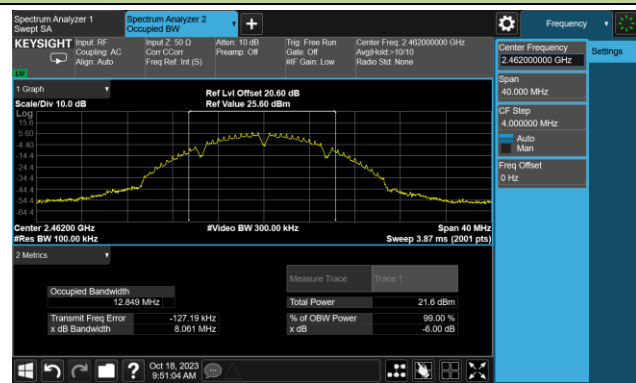 Spectrum Analyzer 1
Swept SA
Spectrum Analyzer 2
Occupied BW
+
Frequency
KEYSIGHT
Input: RF
Coupling: AC
Align: Auto
Input Z: 50 Ω
Corr CCorr
Freq Ref: Int (S)
Atten: 10 dB
Preamp: Off
Trig: Free Run
Gate: Off
#IF Gain: Low
Center Freq: 2.462000000 GHz
Avg|Hold:>10/10
Radio Std: None
Center Frequency
2.462000000 GHz
Settings
Span
40.000 MHz
CF Step
4.000000 MHz
Auto
Man
Freq Offset
0 Hz
1 Graph
Scale/Div 10.0 dB
Ref Lvl Offset 20.60 dB
Ref Value 25.60 dBm
Log
15.6
5.60
-4.40
-14.4
-24.4
-34.4
-44.4
-54.4
-64.4
Center 2.46200 GHz
#Res BW 100.00 kHz
#Video BW 300.00 kHz
Span 40 MHz
Sweep 3.87 ms (2001 pts)
2 Metrics
Measure Trace
Trace 1
Occupied Bandwidth
12.849 MHz
Total Power
21.6 dBm
Transmit Freq Error
-127.19 kHz
% of OBW Power
99.00 %
x dB Bandwidth
8.061 MHz
x dB
-6.00 dB
?
Oct 18, 2023
9:51:04 AM